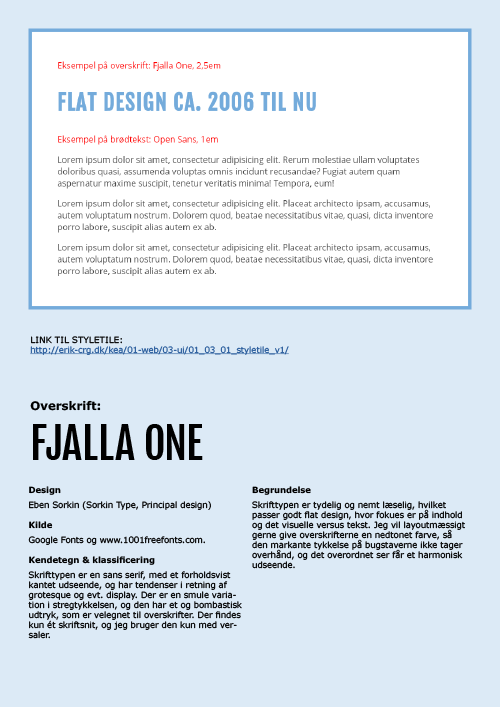 Eksempel på overskrift: Fjalla One, 2,5em
FLAT DESIGN CA. 2006 TIL NU
Eksempel på brødtekst: Open Sans, 1em
Lorem ipsum dolor sit amet, consectetur adipisicing elit. Rerum molestiae ullam voluptates
doloribus quasi, assumenda voluptas omnis incidunt recusandae? Fugiat autem quam
aspernatur maxime suscipit, tenetur veritatis minima! Tempora, eum!
Lorem ipsum dolor sit amet, consectetur adipisicing elit. Placeat architecto ipsam, accusamus,
autem voluptatum nostrum. Dolorem quod, beatae necessitatibus vitae, quasi, dicta inventore
porro labore, suscipit alias autem ex ab.
Lorem ipsum dolor sit amet, consectetur adipisicing elit. Placeat architecto ipsam, accusamus,
autem voluptatum nostrum. Dolorem quod, beatae necessitatibus vitae, quasi, dicta inventore
porro labore, suscipit alias autem ex ab.
LINK TIL STYLETILE:
http://erik-crg.dk/kea/01-web/03-ui/01_03_01_styletile_v1/
Overskrift:
FJALLA ONE
Design
Eben Sorkin (Sorkin Type, Principal design)
Kilde
Google Fonts og www.1001freefonts.com.
Kendetegn & klassificering
Skrifttypen er en sans serif, med et forholdsvist
kantet udseende, og har tendenser i retning af
grotesque og evt. display. Der er en smule varia-
tion i stregtykkelsen, og den har et og bombastisk
udtryk, som er velegnet til overskrifter. Der findes
kun ét skriftsnit, og jeg bruger den kun med ver-
saler.
Begrundelse
Skrifttypen er tydelig og nemt læselig, hvilket
passer godt flat design, hvor fokus er på indhold
og det visuelle versus tekst. Jeg vil layoutmæssigt
gerne give overskrifterne en nedtonet farve, så
den markante tykkelse på bugstaverne ikke tager
overhånd, og det overordnet ser får et harmonisk
udseende.